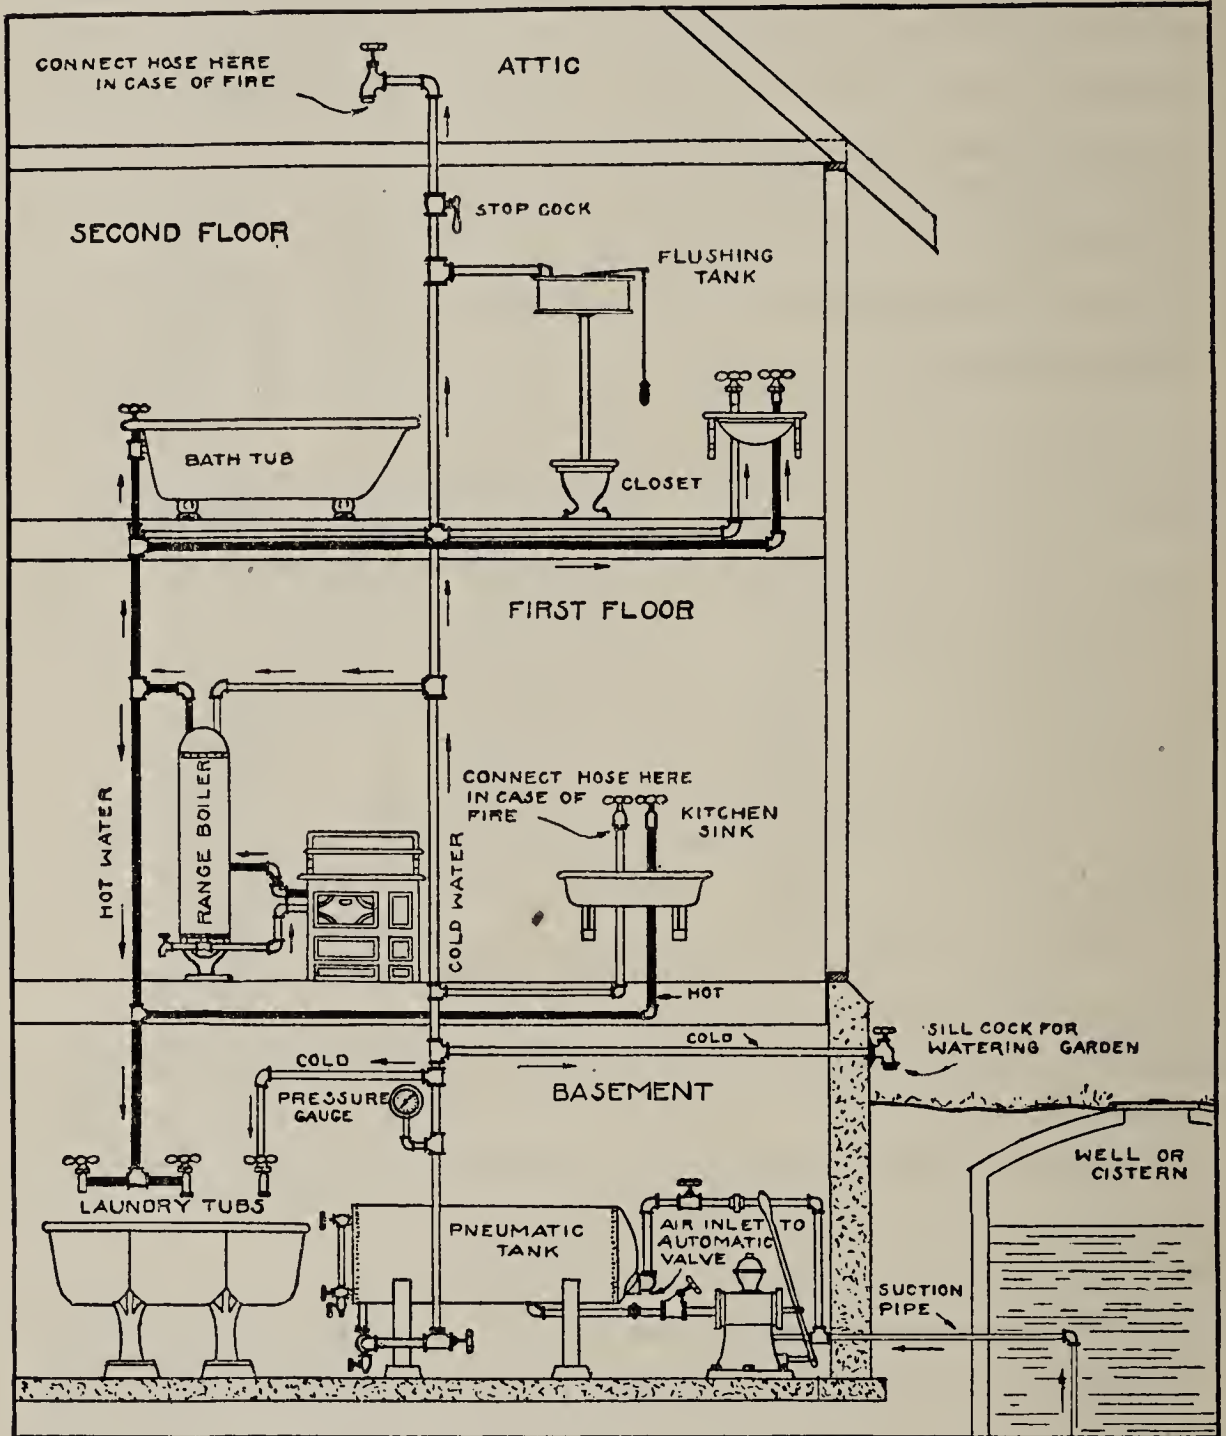 CONNECT HOSE HERE
IN CASE OF FIRE
ATTIC
SECOND FLOOR
STOP COCK
FLUSHING
TANK
BATH TUB
CLOSET
FIRST FLOOR
HOT WATER
RANGE BOILER
COLD WATER
CONNECT HOSE HERE
IN CASE OF
FIRE
KITCHEN
SINK
HOT
COLD
SILL COCK FOR
WATERING GARDEN
COLD
PRESSURE
GAUGE
BASEMENT
WELL OR
CISTERN
LAUNDRY TUBS
PNEUMATIC
TANK
AIR INLET TO
AUTOMATIC
VALVE
SUCTION
PIPE